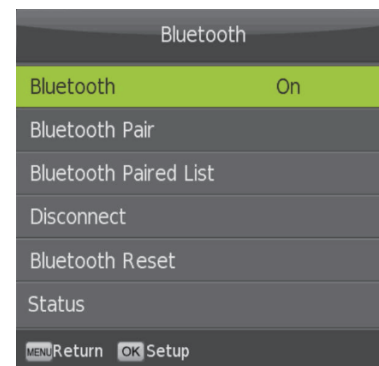 Bluetooth
Bluetooth On
Bluetooth Pair
Bluetooth Paired List
Disconnect
Bluetooth Reset
Status
MENU Return OK Setup